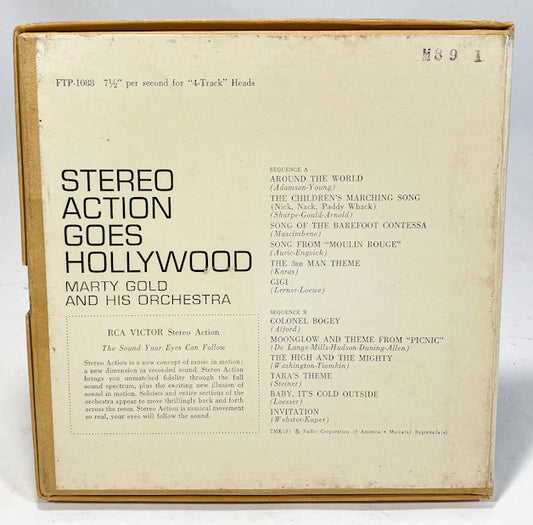 M89 1
FTP-1088 7½" per second for "4-Track" Heads
STEREO
ACTION
GOES
HOLLYWOOD
MARTY GOLD
AND HIS ORCHESTRA
RCA VICTOR Stereo Action
The Sound Your Eyes Can Follow
Stereo Action is a new concept of music in motion;
a new dimension in recorded sound. Stereo Action
brings you unmatched fidelity through the full
sound spectrum, plus the exciting new illusion of
sound in motion. Soloists and entire sections of the
orchestra appear to move thrillingly back and forth
across the room. Stereo Action is musical movement
so real, your eyes will follow the sound.
SEQUENCE A
AROUND THE WORLD
(Adamson-Young)
THE CHILDREN'S MARCHING SONG
(Nick, Nack, Paddy Whack)
(Sharpe-Gould-Arnold)
SONG OF THE BAREFOOT CONTESSA
(Mascimbene)
SONG FROM "MOULIN ROUGE"
(Auric-Engvick)
THE 3RD MAN THEME
(Karas)
GIGI
(Lerner-Loewe)
SEQUENCE B
COLONEL BOGEY
(Alford)
MOONGLOW AND THEME FROM "PICNIC"
(De Lange-Mills-Hudson-Duning-Allen)
THE HIGH AND THE MIGHTY
(Washington-Tiomkin)
TARA'S THEME
(Steiner)
BABY, IT'S COLD OUTSIDE
(Loesser)
INVITATION
(Webster-Kaper)
TMK(S) ® Radio Corporation of America • Marca(s) Registrada(s)